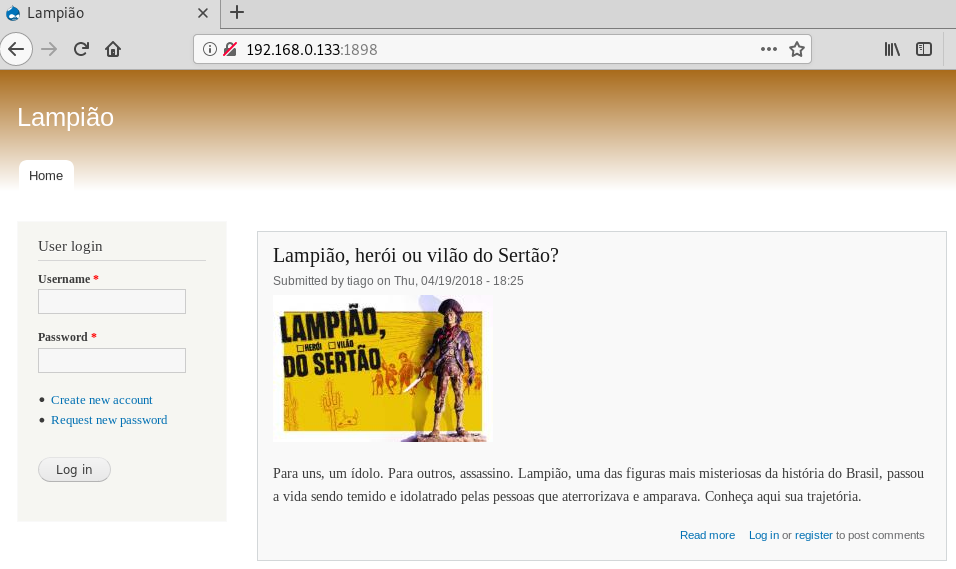 Lampião
192.168.0.133:1898
Lampião
Home
User login
Username *
Password *
Create new account
Request new password
Log in
Lampião, herói ou vilão do Sertão?
Submitted by tiago on Thu, 04/19/2018 - 18:25
LAMPIÃO,
HERÓI VILÃO
DO SERTÃO
Para uns, um ídolo. Para outros, assassino. Lampião, uma das figuras mais misteriosas da história do Brasil, passou
a vida sendo temido e idolatrado pelas pessoas que aterrorizava e amparava. Conheça aqui sua trajetória.
Read more Log in or register to post comments